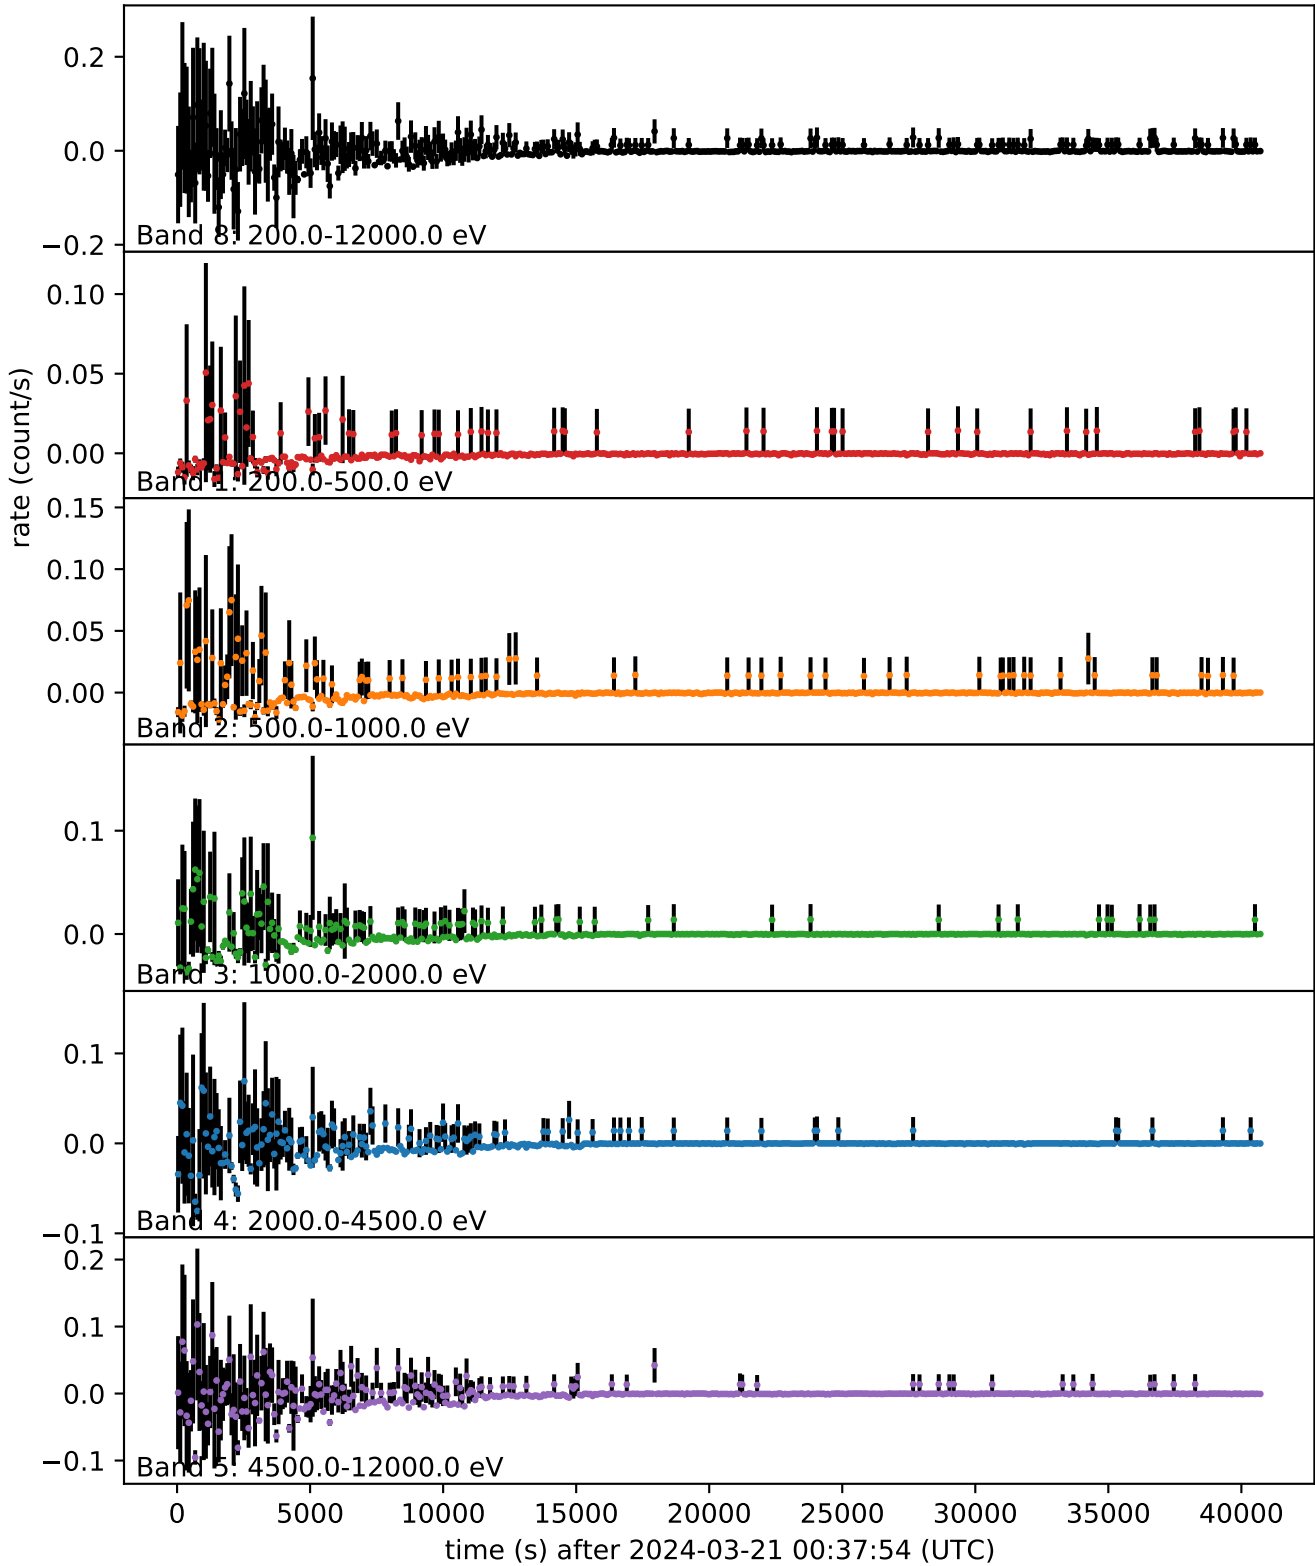 0.2
0.0
−0.2
Band 8: 200.0-12000.0 eV
0.10
0.05
0.00
Band 1: 200.0-500.0 eV
rate (count/s)
0.15
0.10
0.05
0.00
Band 2: 500.0-1000.0 eV
0.1
0.0
Band 3: 1000.0-2000.0 eV
0.1
0.0
−0.1
Band 4: 2000.0-4500.0 eV
0.2
0.1
0.0
−0.1
Band 5: 4500.0-12000.0 eV
0 5000 10000 15000 20000 25000 30000 35000 40000
time (s) after 2024-03-21 00:37:54 (UTC)